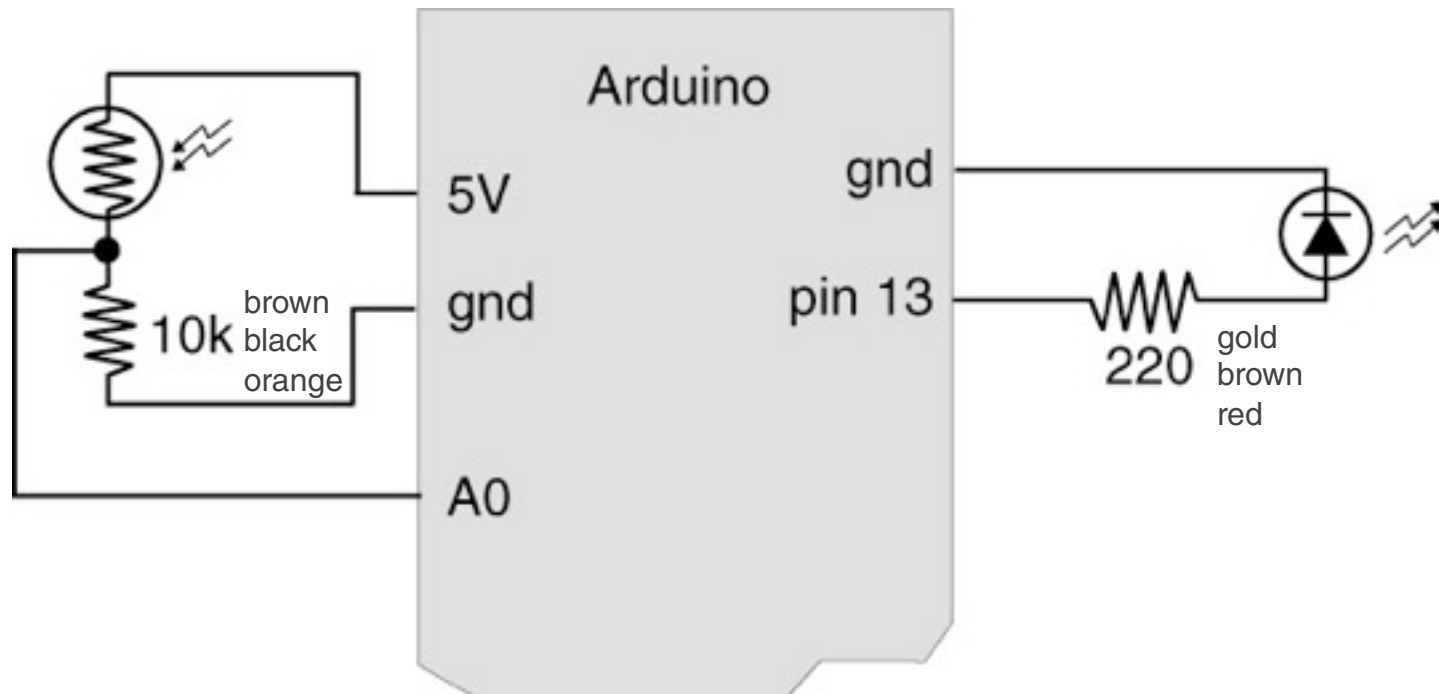 Arduino
5V
gnd
A0
gnd
pin 13
10k
brown
black
orange
220
gold
brown
red